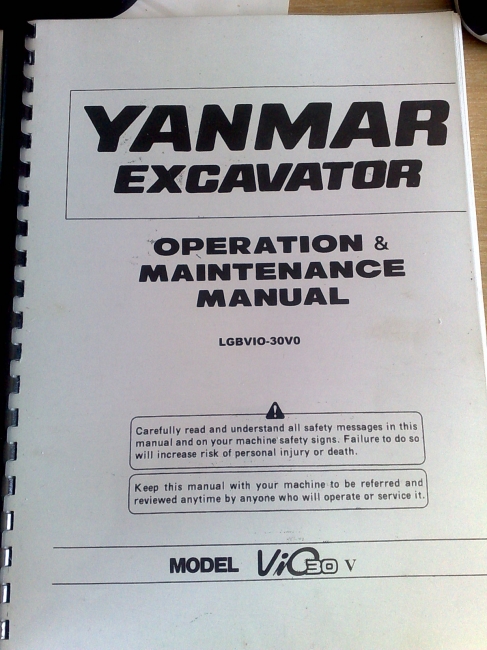 YANMAR
EXCAVATOR
OPERATION &
MAINTENANCE
MANUAL
LGBVIO-30V0
Carefully read and understand all safety messages in this
manual and on your machine safety signs. Failure to do so
will increase risk of personal injury or death.
Keep this manual with your machine to be referred and
reviewed anytime by anyone who will operate or service it.
MODEL ViO30 V